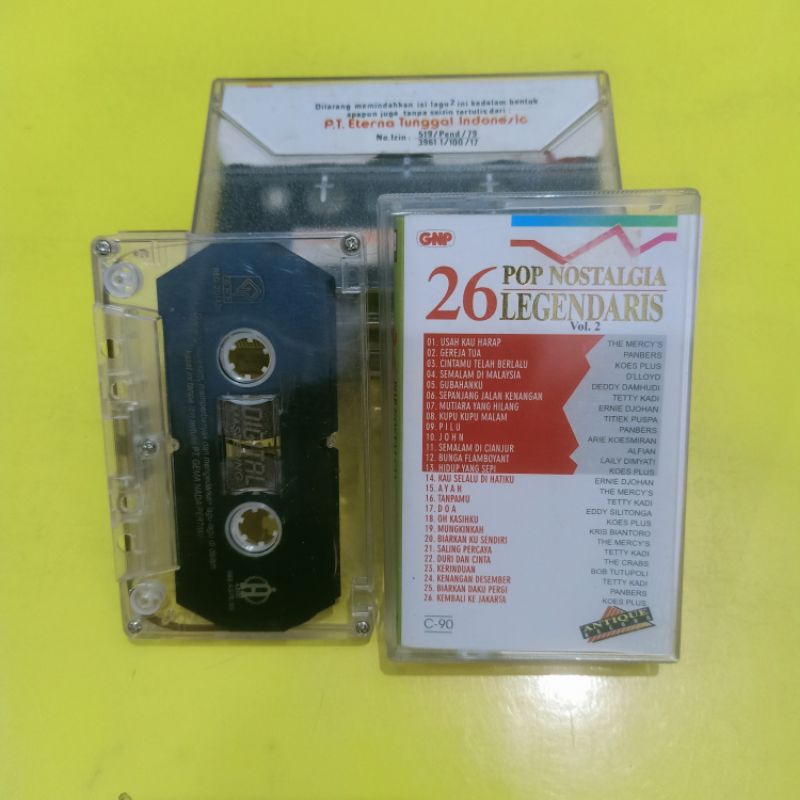 Dilarang memindahkan isi lagu² ini kedalam bentuk
apapun juga tanpa seizin tertulis dari :
P.T. Eterna Tunggal Indonesia
No. Izin : 519/Pend/79
3961.1/100/17
GNP
26 POP NOSTALGIA
LEGENDARIS
Vol. 2
01. USAH KAU HARAP THE MERCY'S
02. GEREJA TUA PANBERS
03. CINTAMU TELAH BERLALU KOES PLUS
04. SEMALAM DI MALAYSIA D'LLOYD
05. GUBAHANKU DEDDY DAMHUDI
06. SEPANJANG JALAN KENANGAN TETTY KADI
07. MUTIARA YANG HILANG ERNIE DJOHAN
08. KUPU KUPU MALAM TITIEK PUSPA
09. P I L U PANBERS
10. J O H N ARIE KOESMIRAN
11. SEMALAM DI CIANJUR ALFIAN
12. BUNGA FLAMBOYANT LAILY DIMYATI
13. HIDUP YANG SEPI KOES PLUS
14. KAU SELALU DI HATIKU ERNIE DJOHAN
15. A Y A H THE MERCY'S
16. TANPAMU TETTY KADI
17. D O A EDDY SILITONGA
18. OH KASIHKU KOES PLUS
19. MUNGKINKAH KRIS BIANTORO
20. BIARKAN KU SENDIRI THE MERCY'S
21. SALING PERCAYA TETTY KADI
22. DURI DAN CINTA THE CRABS
23. KERINDUAN BOB TUTUPOLI
24. KENANGAN DESEMBER TETTY KADI
25. BIARKAN DAKU PERGI PANBERS
26. KEMBALI KE JAKARTA KOES PLUS
C-90
ANTIQUE
RECORD
DIGITAL
MASTERING